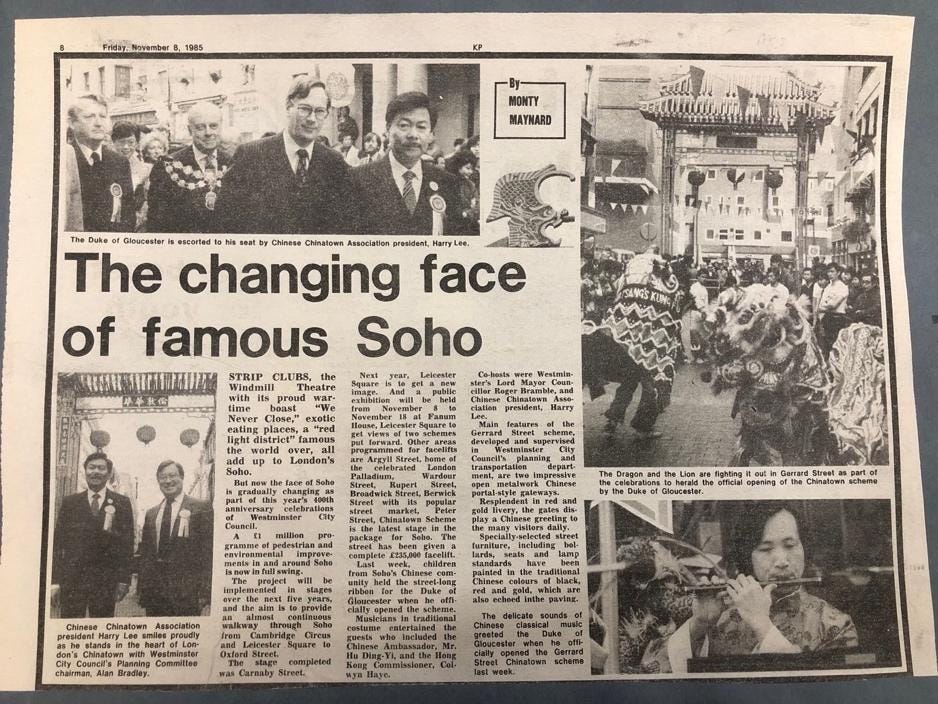 8 Friday, November 8, 1985 KP
By
MONTY
MAYNARD
The Duke of Gloucester is escorted to his seat by Chinese Chinatown Association president, Harry Lee.
The changing face
of famous Soho
STRIP CLUBS, the
Windmill Theatre
with its proud war-
time boast “We
Never Close,” exotic
eating places, a “red
light district” famous
the world over, all
add up to London's
Soho.
But now the face of Soho
is gradually changing as
part of this year's 400th
anniversary celebrations
of Westminster City
Council.
A £1 million pro-
gramme of pedestrian and
environmental improve-
ments in and around Soho
is now in full swing.
The project will be
implemented in stages
over the next five years,
and the aim is to provide
an almost continuous
walkway through Soho
from Cambridge Circus
and Leicester Square to
Oxford Street.
The stage completed
was Carnaby Street.
Next year, Leicester
Square is to get a new
image. And a public
exhibition will be held
from November 8 to
November 18 at Fanum
House, Leicester Square to
get views of two schemes
put forward. Other areas
programmed for facelifts
are Argyll Street, home of
the celebrated London
Palladium, Wardour
Street, Rupert Street,
Broadwick Street, Berwick
Street with its popular
street market, Peter
Street, Chinatown Scheme
is the latest stage in the
package for Soho. The
street has been given a
complete £235,000 facelift.
Last week, children
from Soho's Chinese com-
unity held the street-long
ribbon for the Duke of
Gloucester when he offi-
cially opened the scheme.
Musicians in traditional
costume entertained the
guests who included the
Chinese Ambassador, Mr.
Hu Ding-Yi, and the Hong
Kong Commissioner, Col-
wyn Haye.
Co-hosts were Westmin-
ster's Lord Mayor Coun-
cillor Roger Bramble, and
Chinese Chinatown Asso-
ciation president, Harry
Lee.
Main features of the
Gerrard Street scheme,
developed and supervised
in Westminster City
Council's planning and
transportation depart-
ment, are two impressive
open metalwork Chinese
portal-style gateways.
Resplendent in red and
gold livery, the gates dis-
play a Chinese greeting to
the many visitors daily.
Specially-selected street
furniture, including bol-
lards, seats and lamp
standards have been
painted in the traditional
Chinese colours of black,
red and gold, which are
also echoed inthe paving.
The delicate sounds of
Chinese classical music
greeted the Duke of
Gloucester when he offi-
cially opened the Gerrard
Street Chinatown scheme
last week.
Chinese Chinatown Association
president Harry Lee smiles proudly
as he stands in the heart of Lon-
don's Chinatown with Westminster
City Council's Planning Committee
chairman, Alan Bradley.
SANG'S KUNG
The Dragon and the Lion are fighting it out in Gerrard Street as part of
the celebrations to herald the official opening of the Chinatown scheme
by the Duke of Gloucester.